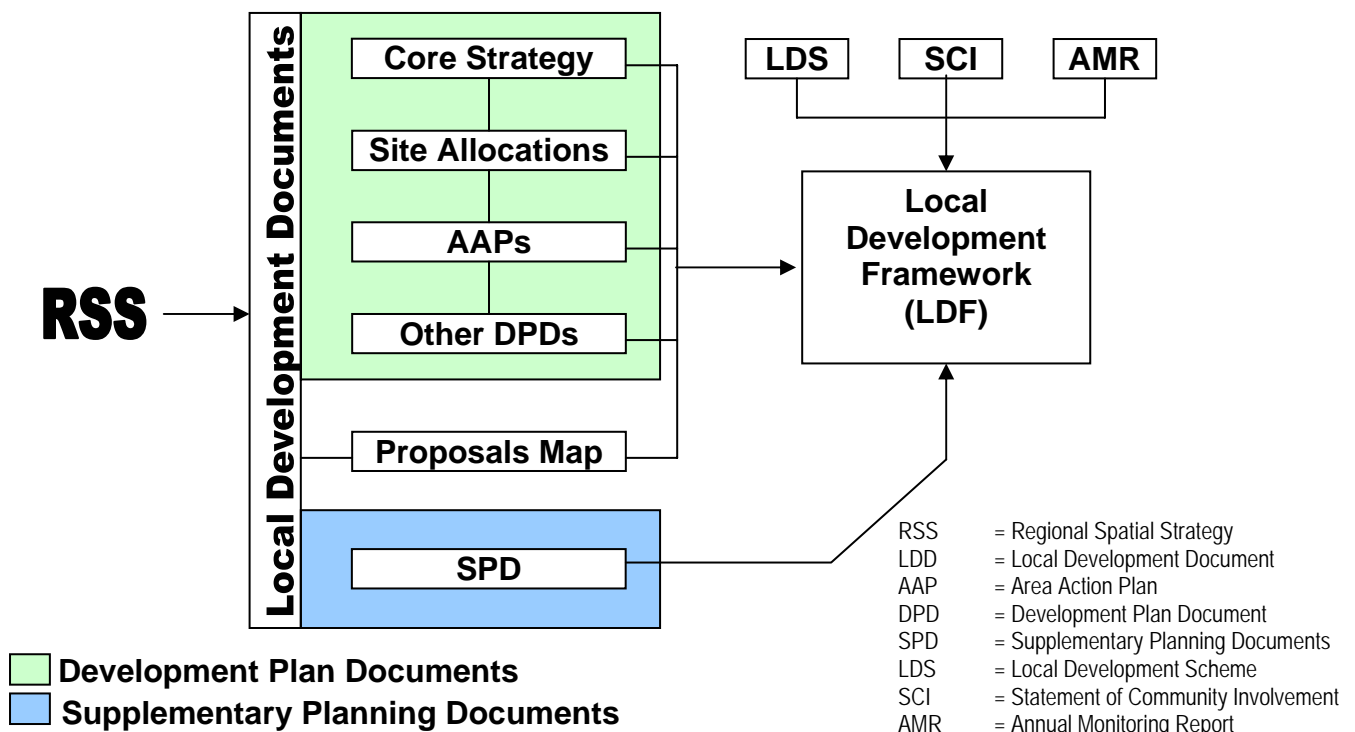 RSS
Local Development Documents
Core Strategy
Site Allocations
AAPs
Other DPDs
Proposals Map
SPD
LDS
SCI
AMR
Local
Development
Framework
(LDF)
Development Plan Documents
Supplementary Planning Documents
RSS = Regional Spatial Strategy
LDD = Local Development Document
AAP = Area Action Plan
DPD = Development Plan Document
SPD = Supplementary Planning Documents
LDS = Local Development Scheme
SCI = Statement of Community Involvement
AMR = Annual Monitoring Report